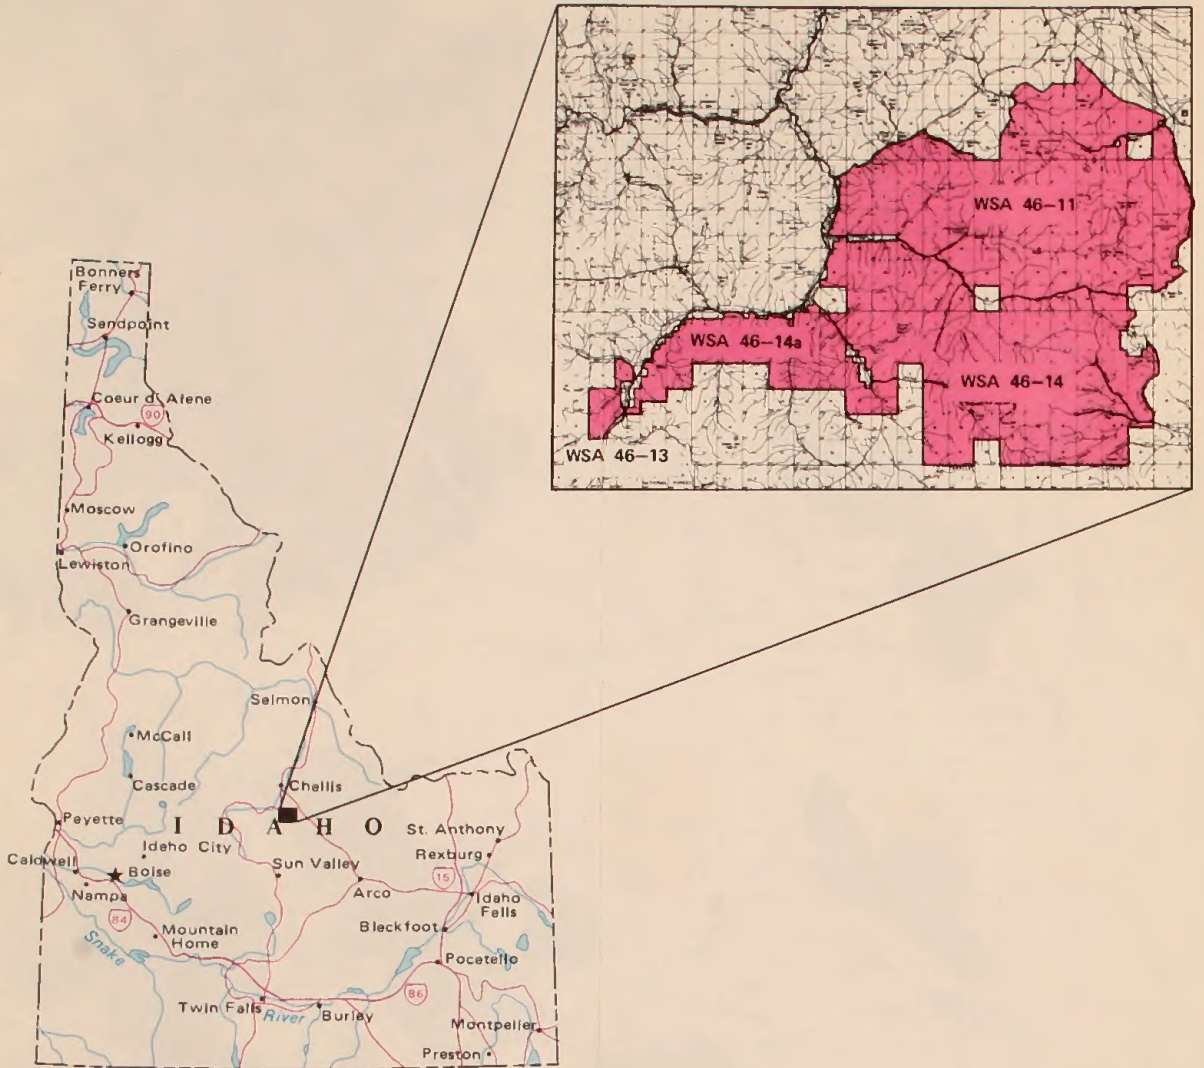 WSA 46-11
WSA 46-14a
WSA 46-14
WSA 46-13
Bonners
Ferry
Sandpoint
Coeur d'Alene
90
Kellogg
Moscow
Orofino
Lewiston
Grangeville
Salmon
McCall
Cascade
Challis
Payette
IDAHO
St. Anthony
Idaho City
Rexburg
Caldwell
Boise
Sun Valley
15
Nampa
Arco
Idaho
Falls
84
Blackfoot
Mountain
Home
Snake
Pocatello
86
Twin Falls
River
Burley
Montpelier
Preston